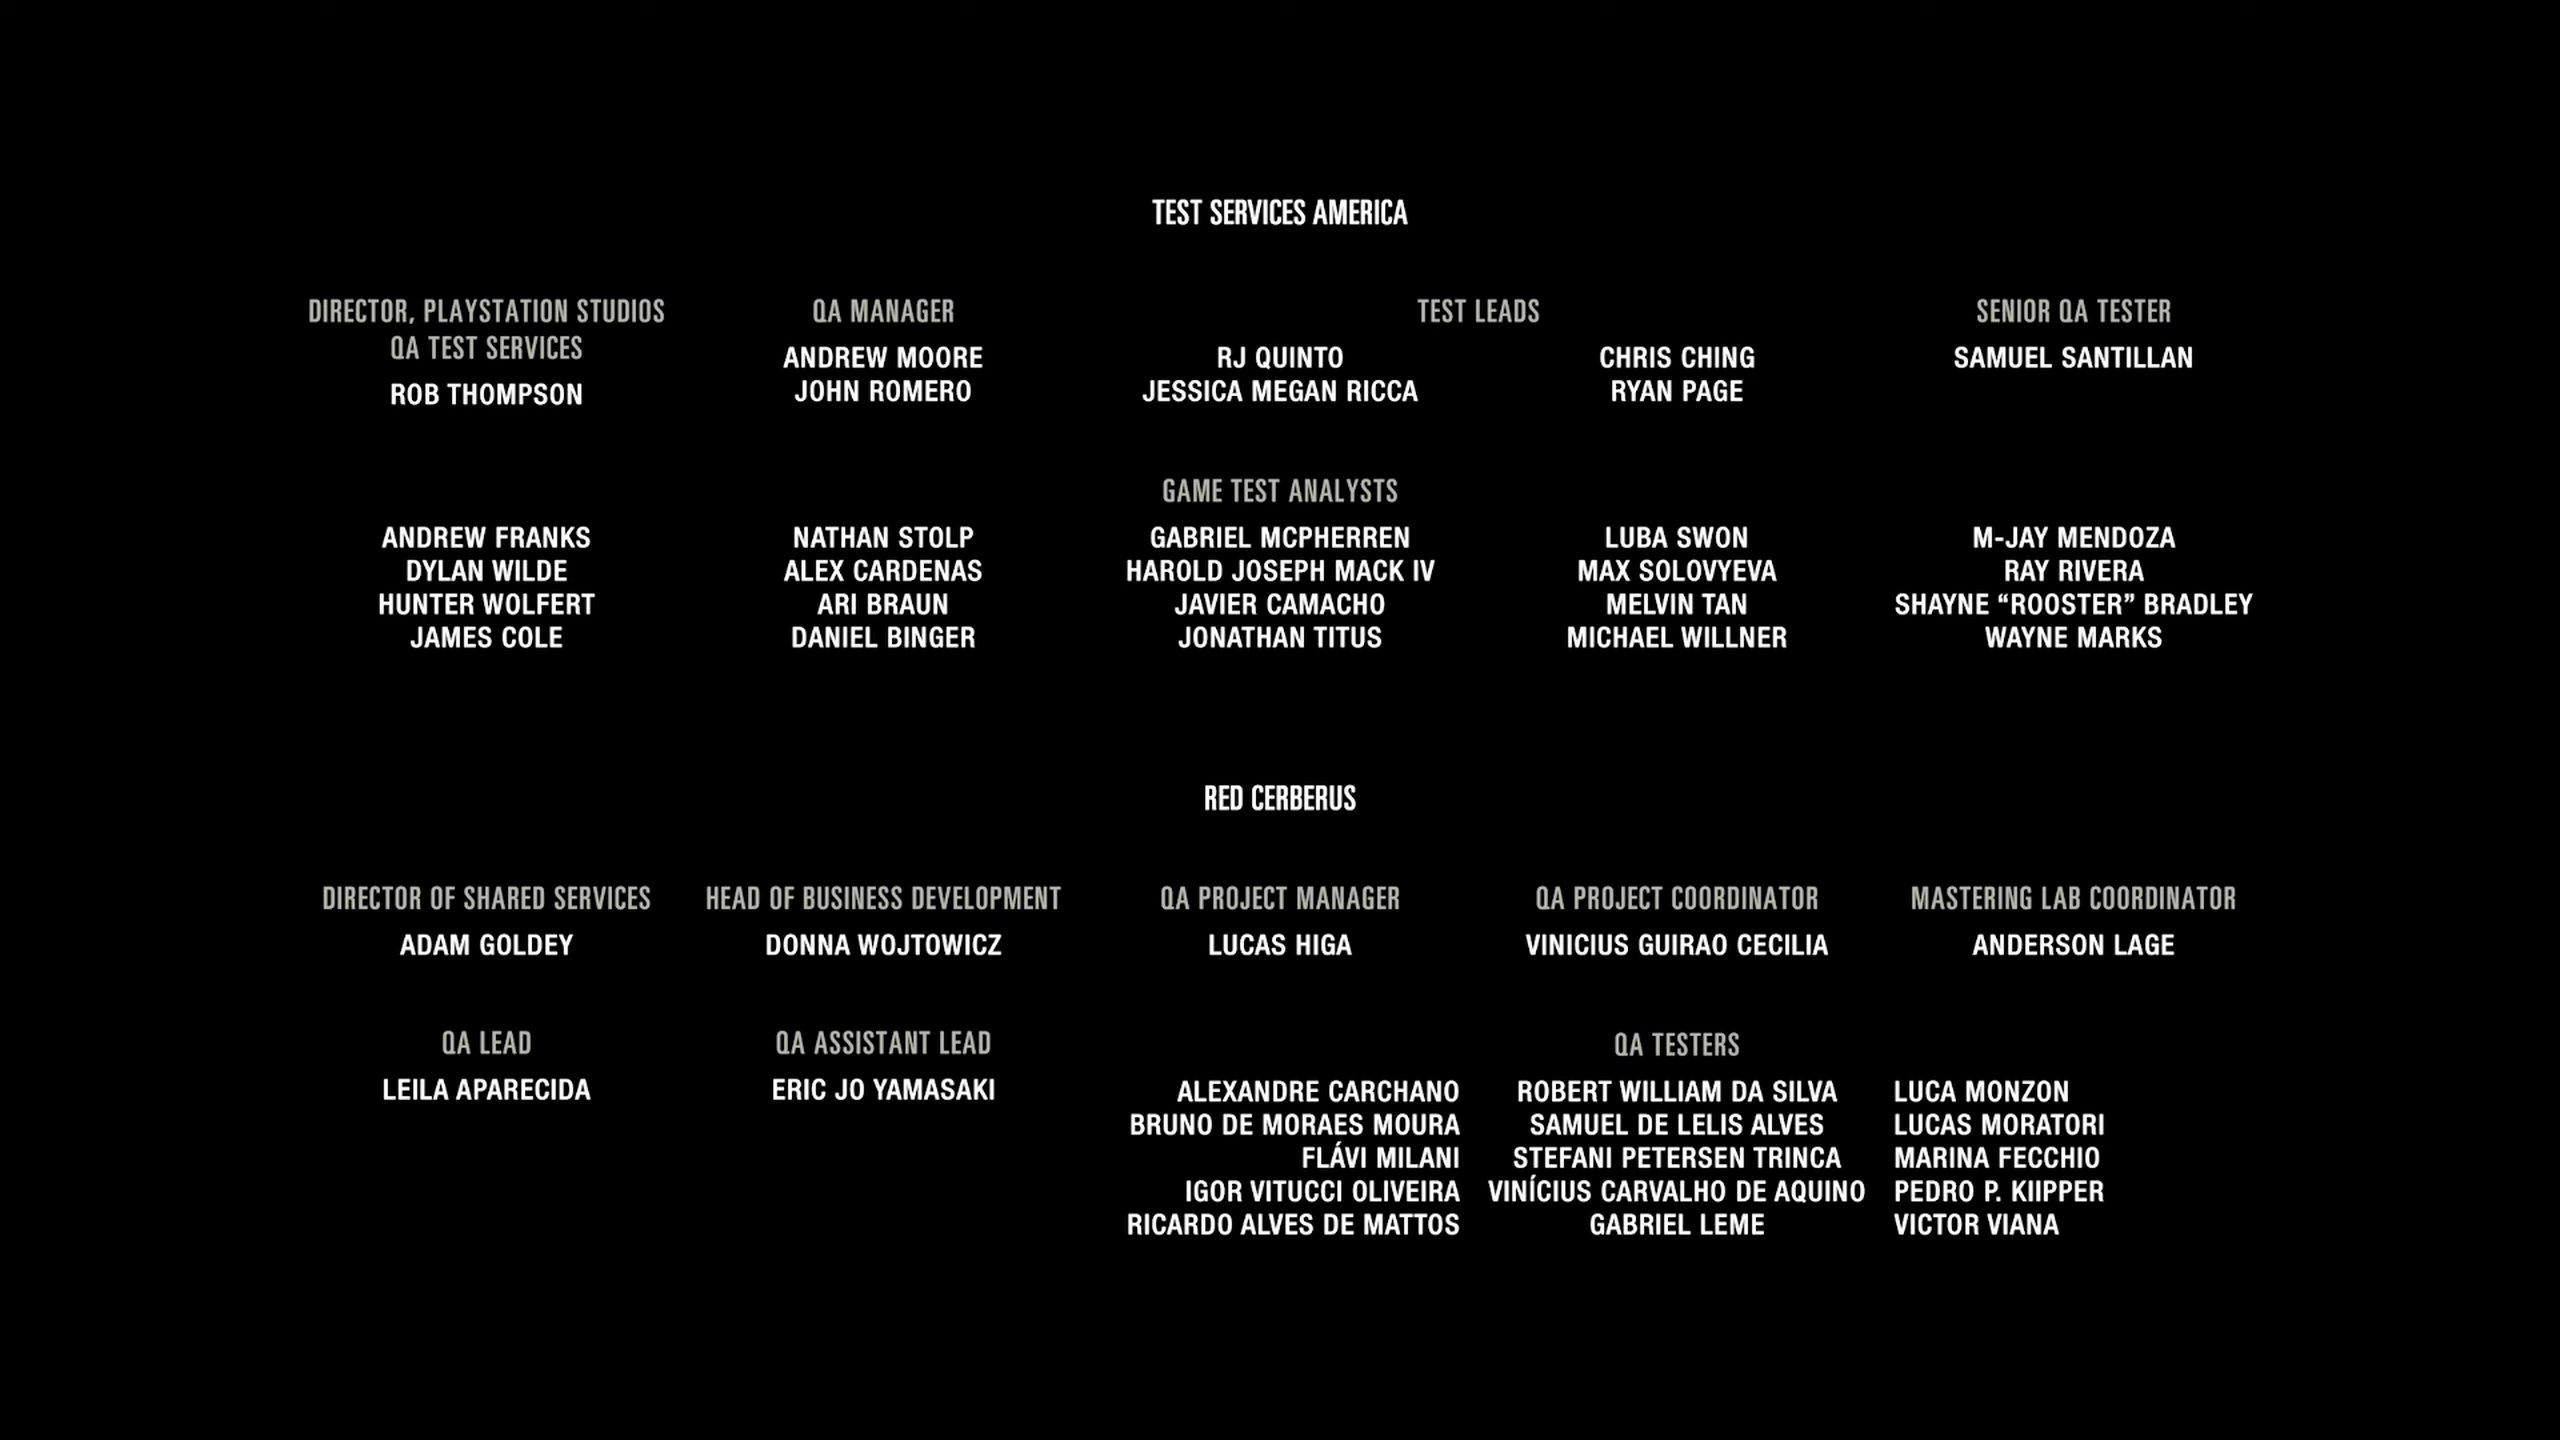 TEST SERVICES AMERICA
DIRECTOR, PLAYSTATION STUDIOS
QA TEST SERVICES
ROB THOMPSON
QA MANAGER
ANDREW MOORE
JOHN ROMERO
TEST LEADS
RJ QUINTO
JESSICA MEGAN RICCA
CHRIS CHING
RYAN PAGE
SENIOR QA TESTER
SAMUEL SANTILLAN
GAME TEST ANALYSTS
ANDREW FRANKS
DYLAN WILDE
HUNTER WOLFERT
JAMES COLE
NATHAN STOLP
ALEX CARDENAS
ARI BRAUN
DANIEL BINGER
GABRIEL MCPHERREN
HAROLD JOSEPH MACK IV
JAVIER CAMACHO
JONATHAN TITUS
LUBA SWON
MAX SOLOVYEVA
MELVIN TAN
MICHAEL WILLNER
M-JAY MENDOZA
RAY RIVERA
SHAYNE “ROOSTER” BRADLEY
WAYNE MARKS
RED CERBERUS
DIRECTOR OF SHARED SERVICES
ADAM GOLDEY
HEAD OF BUSINESS DEVELOPMENT
DONNA WOJTOWICZ
QA PROJECT MANAGER
LUCAS HIGA
QA PROJECT COORDINATOR
VINICIUS GUIRAO CECILIA
MASTERING LAB COORDINATOR
ANDERSON LAGE
QA LEAD
LEILA APARECIDA
QA ASSISTANT LEAD
ERIC JO YAMASAKI
QA TESTERS
ALEXANDRE CARCHANO
BRUNO DE MORAES MOURA
FLÁVI MILANI
IGOR VITUCCI OLIVEIRA
RICARDO ALVES DE MATTOS
ROBERT WILLIAM DA SILVA
SAMUEL DE LELIS ALVES
STEFANI PETERSEN TRINCA
VINÍCIUS CARVALHO DE AQUINO
GABRIEL LEME
LUCA MONZON
LUCAS MORATORI
MARINA FECCHIO
PEDRO P. KIIPPER
VICTOR VIANA